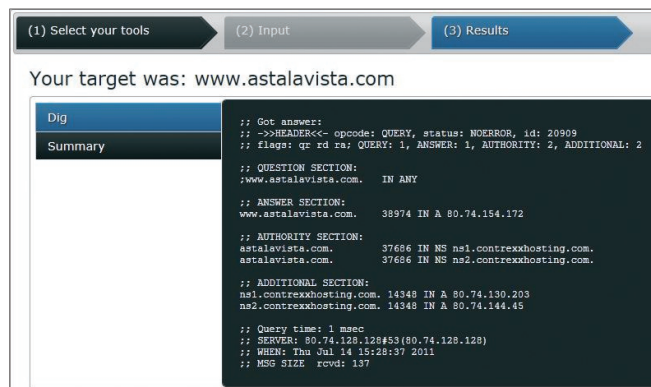 (1) Select your tools
(2) Input
(3) Results
Your target was: www.astalavista.com
Dig
Summary
;; Got answer:
;; ->>HEADER<<- opcode: QUERY, status: NOERROR, id: 20909
;; flags: qr rd ra; QUERY: 1, ANSWER: 1, AUTHORITY: 2, ADDITIONAL: 2
;; QUESTION SECTION:
;www.astalavista.com. IN ANY
;; ANSWER SECTION:
www.astalavista.com. 38974 IN A 80.74.154.172
;; AUTHORITY SECTION:
astalavista.com. 37686 IN NS ns1.contrexxhosting.com.
astalavista.com. 37686 IN NS ns2.contrexxhosting.com.
;; ADDITIONAL SECTION:
ns1.contrexxhosting.com. 14348 IN A 80.74.130.203
ns2.contrexxhosting.com. 14348 IN A 80.74.144.45
;; Query time: 1 msec
;; SERVER: 80.74.128.128#53(80.74.128.128)
;; WHEN: Thu Jul 14 15:28:37 2011
;; MSG SIZE rcvd: 137